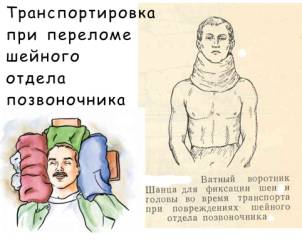 Транспортировка
при переломе
шейного
отдела
позвоночника
Ватный воротник
Шанца для фиксации шеи и
головы во время транспорта
при повреждениях шейного
отдела позвоночника